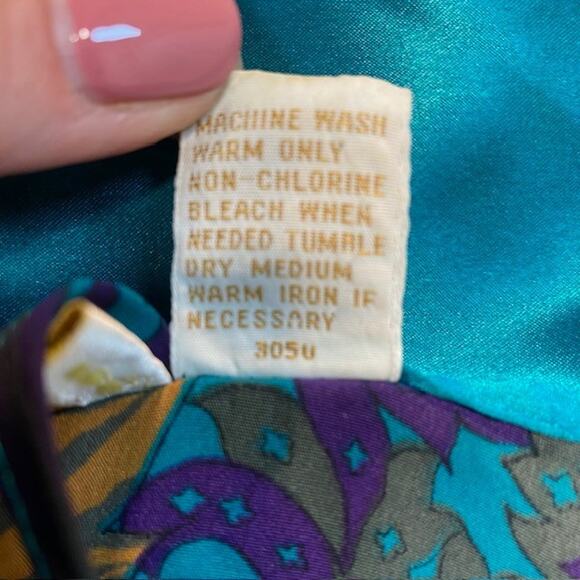 MACHINE WASH
WARM ONLY
NON-CHLORINE
BLEACH WHEN
NEEDED TUMBLE
DRY MEDIUM
WARM IRON IF
NECESSARY
305U